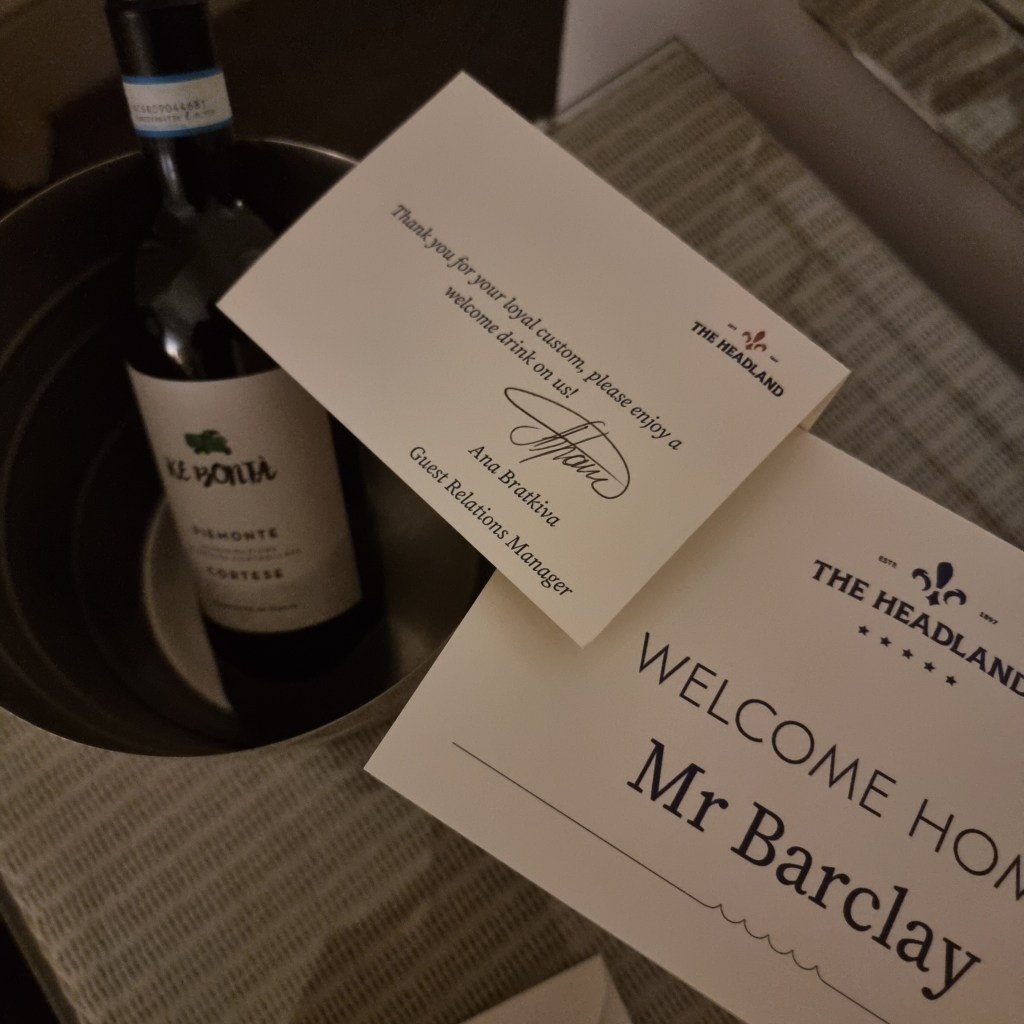 Thank you for your loyal custom, please enjoy a
welcome drink on us!
Ana Bratkiva
Guest Relations Manager
THE HEADLAND
ESTD 1897
THE HEADLAND
WELCOME HOM
Mr Barclay
KE BONTÀ
PIEMONTE
CORTESE